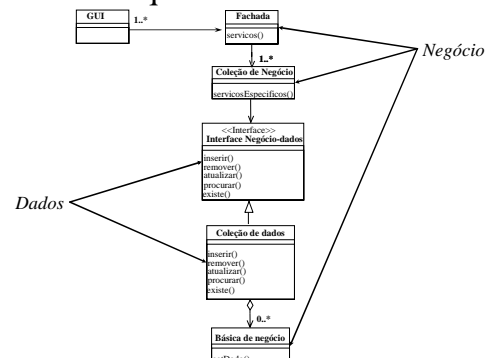 GUI
1..*
Fachada
servicos()
1..*
Negócio
Coleção de Negócio
servicosEspecificos()
<<Interface>>
Interface Negócio-dados
inserir()
remover()
atualizar()
procurar()
existe()
Dados
Coleção de dados
inserir()
remover()
atualizar()
procurar()
existe()
0..*
Básica de negócio